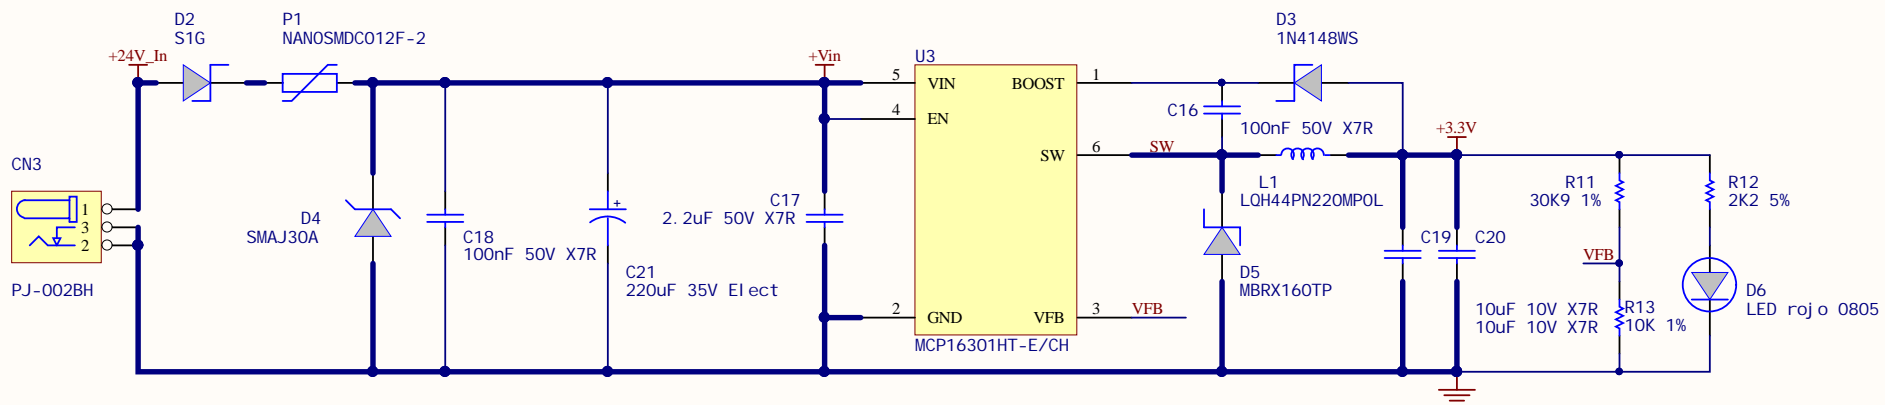 D2
S1G
P1
NANOSMDC012F-2
+24V_In
+Vin
U3
D3
1N4148WS
5
VIN
BOOST
1
4
EN
C16
100nF 50V X7R
SW
6
SW
+3.3V
CN3
1
3
2
PJ-002BH
D4
SMAJ30A
C18
100nF 50V X7R
+
C21
220uF 35V Elect
C17
2.2uF 50V X7R
L1
LQH44PN220MP0L
R11
30K9 1%
R12
2K2 5%
C19
C20
VFB
D5
MBRX160TP
10uF 10V X7R
10uF 10V X7R
R13
10K 1%
D6
LED rojo 0805
2
GND
VFB
3
VFB
MCP16301HT-E/CH